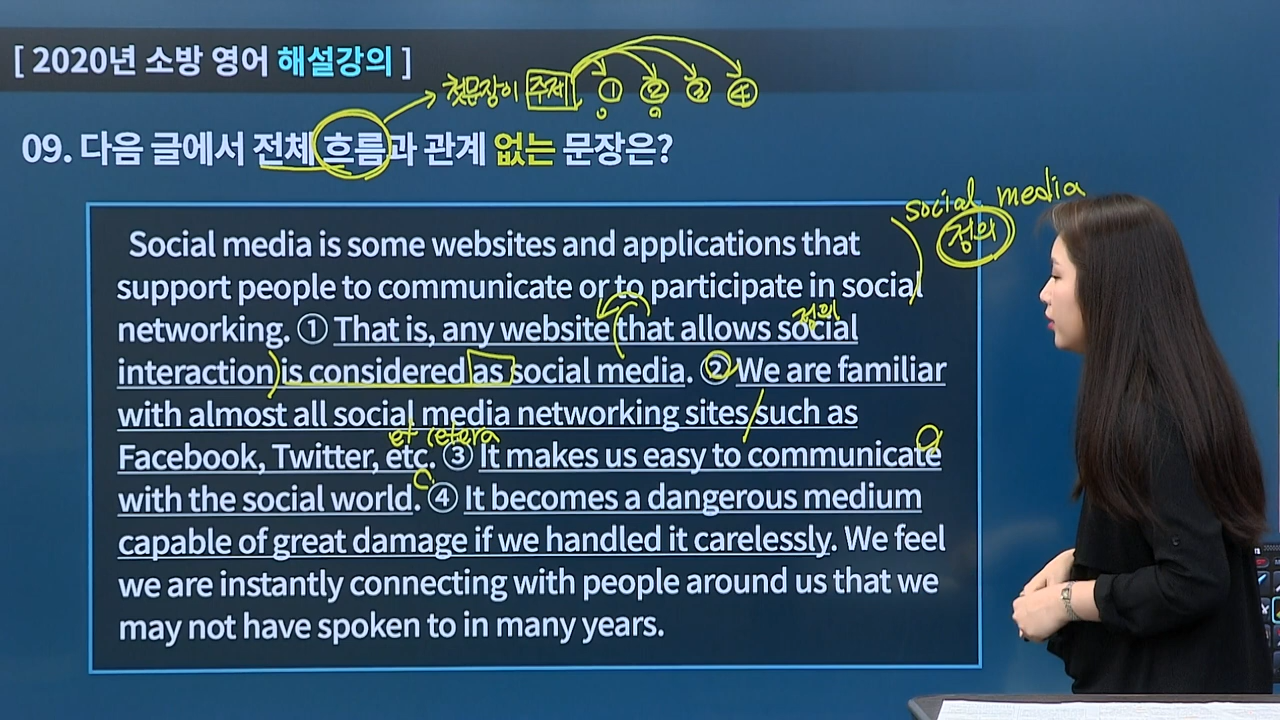 [ 2020년 소방 영어 해설강의 ]
첫문장이 주제 ① ② ③ ④
09. 다음 글에서 전체 흐름과 관계 없는 문장은?
social media
정의
Social media is some websites and applications that
support people to communicate or to participate in social
정의
networking. ① That is, any website that allows social
interaction) is considered as social media. ② We are familiar
with almost all social media networking sites such as
et cetera
Facebook, Twitter, etc. ③ It makes us easy to communicate
with the social world. ④ It becomes a dangerous medium
capable of great damage if we handled it carelessly. We feel
we are instantly connecting with people around us that we
may not have spoken to in many years.